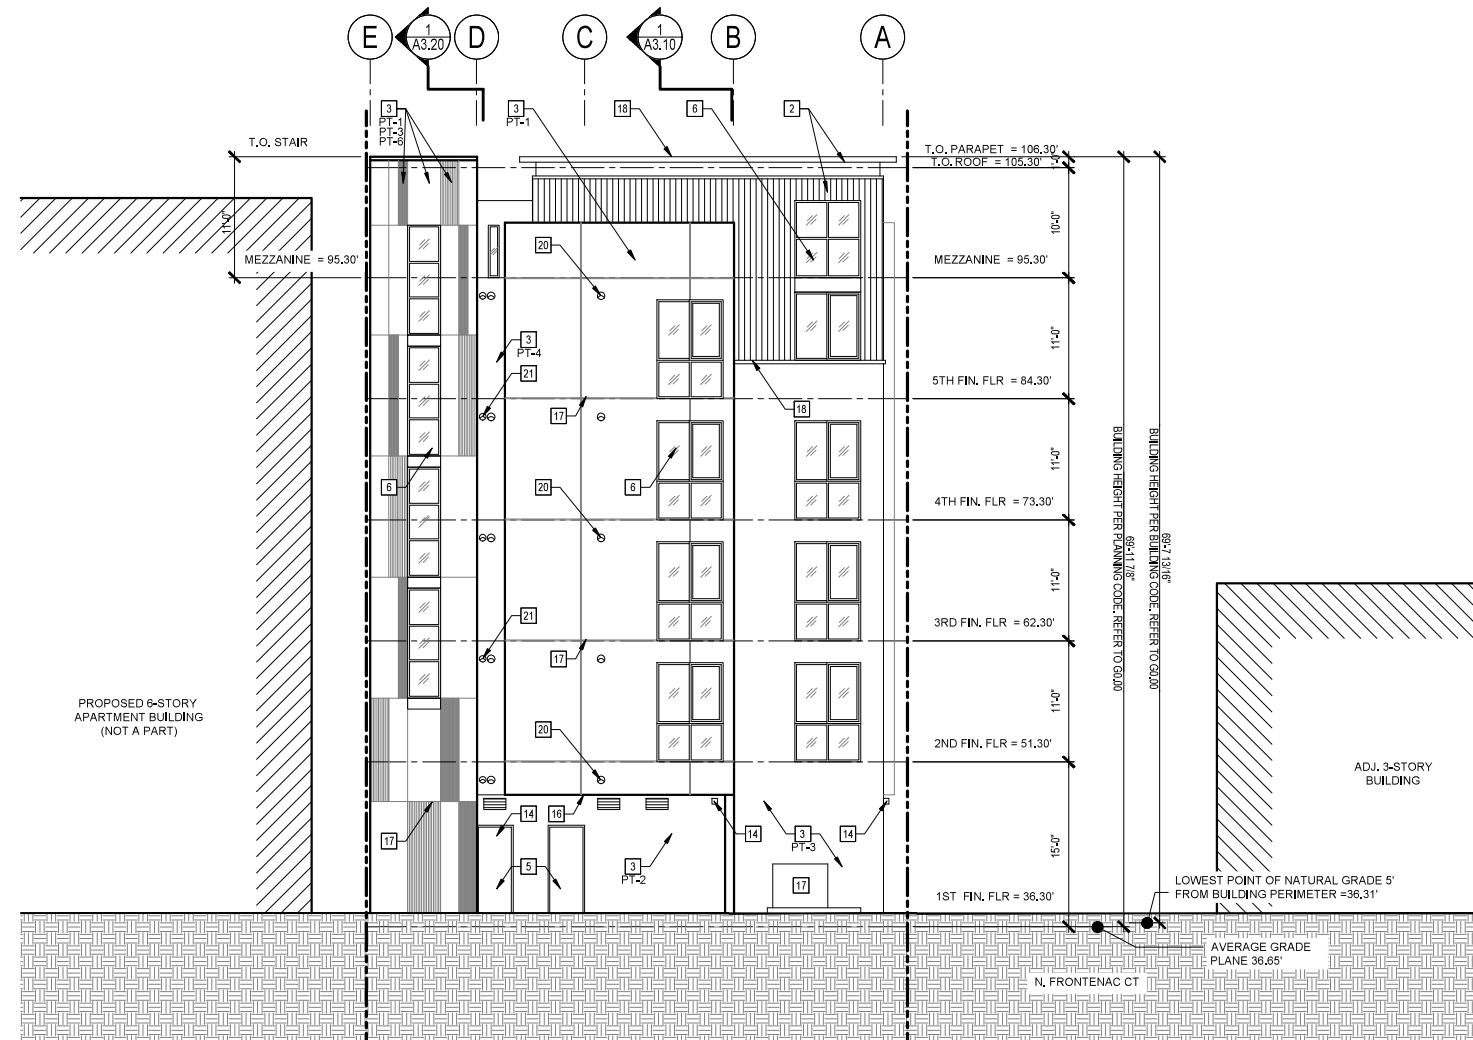 E
1
A3.20
D
C
1
A3.10
B
A
3
PT-1
PT-3
PT-6
3
PT-1
18
6
2
T.O. STAIR
T.O. PARAPET = 106.30'
T.O. ROOF = 105.30'
1'-0"
11'-0"
10'-0"
MEZZANINE = 95.30'
20
MEZZANINE = 95.30'
3
PT-4
11'-0"
21
5TH FIN. FLR = 84.30'
17
18
11'-0"
6
20
6
4TH FIN. FLR = 73.30'
11'-0"
BUILDING HEIGHT PER PLANNING CODE. REFER TO G0.00
69'-11 7/8"
BUILDING HEIGHT PER BUILDING CODE. REFER TO G0.00
69'-7 13/16"
21
3RD FIN. FLR = 62.30'
17
11'-0"
PROPOSED 6-STORY
APARTMENT BUILDING
(NOT A PART)
20
2ND FIN. FLR = 51.30'
ADJ. 3-STORY
BUILDING
17
14
16
14
3
PT-3
14
15'-0"
5
3
PT-2
17
1ST FIN. FLR = 36.30'
LOWEST POINT OF NATURAL GRADE 5'
FROM BUILDING PERIMETER =36.31'
AVERAGE GRADE
PLANE 36.65'
N. FRONTENAC CT